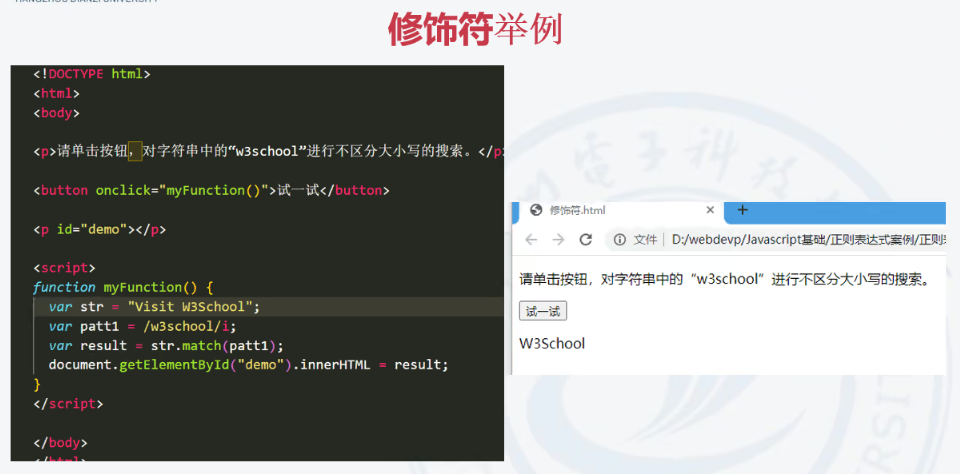 HANGZHOU DIANZI UNIVERSITY
修饰符举例
<!DOCTYPE html>
<html>
<body>
<p>请单击按钮，对字符串中的“w3school”进行不区分大小写的搜索。</p
<button onclick="myFunction()">试一试</button>
<p id="demo"></p>
<script>
function myFunction() {
var str = "Visit W3School";
var patt1 = /w3school/i;
var result = str.match(patt1);
document.getElementById("demo").innerHTML = result;
}
</script>
</body>
</html>
修饰符.html
文件 D:/webdevp/Javascript基础/正则表达式案例/正则
请单击按钮，对字符串中的“w3school”进行不区分大小写的搜索。
试一试
W3School